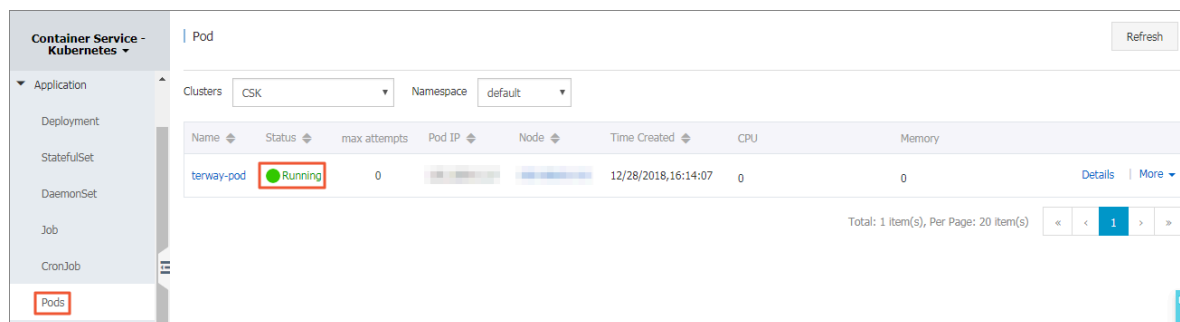 Container Service -
Kubernetes
Pod
Refresh
Application
Clusters CSK Namespace default
Deployment
Name Status max attempts Pod IP Node Time Created CPU Memory
StatefulSet
terway-pod Running 0 12/28/2018,16:14:07 0 0 Details | More
DaemonSet
Total: 1 item(s), Per Page: 20 item(s) « ‹ 1 › »
Job
CronJob
Pods